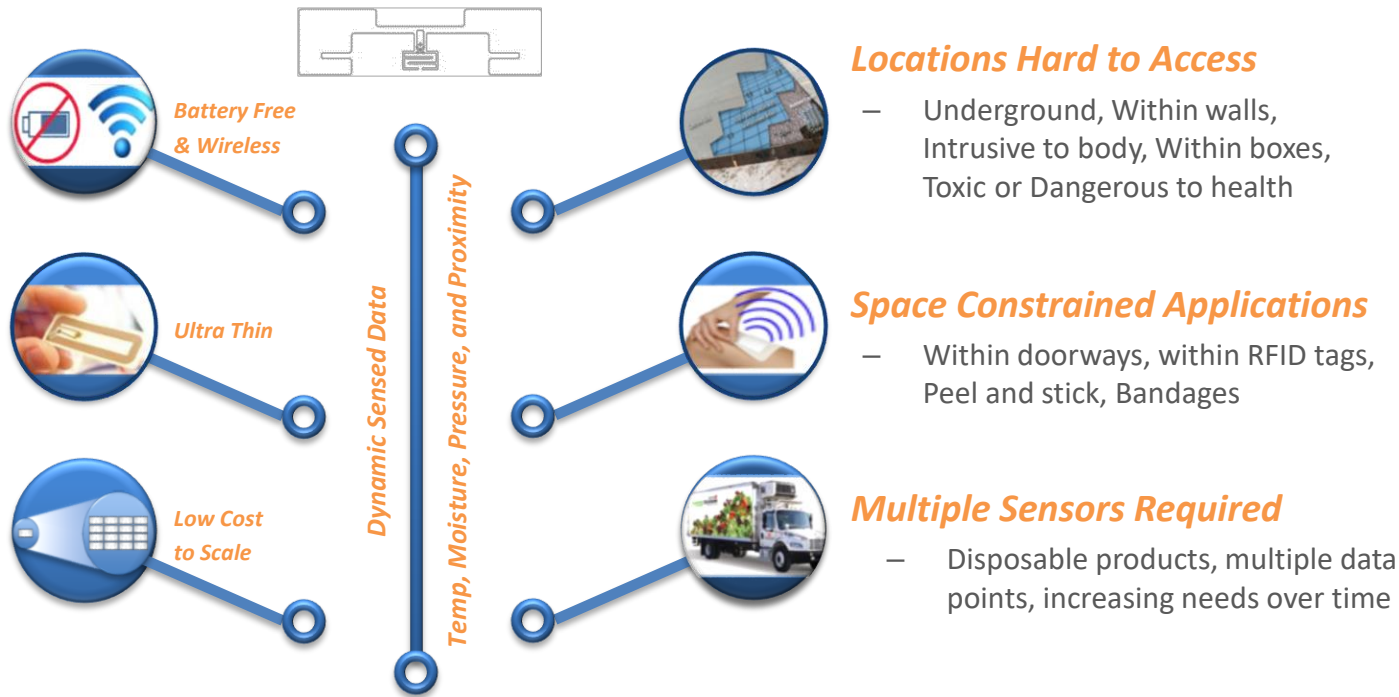 Battery Free
& Wireless
Ultra Thin
Low Cost
to Scale
Dynamic Sensed Data
Temp, Moisture, Pressure, and Proximity
Locations Hard to Access
– Underground, Within walls,
Intrusive to body, Within boxes,
Toxic or Dangerous to health
Space Constrained Applications
– Within doorways, within RFID tags,
Peel and stick, Bandages
Multiple Sensors Required
– Disposable products, multiple data
points, increasing needs over time